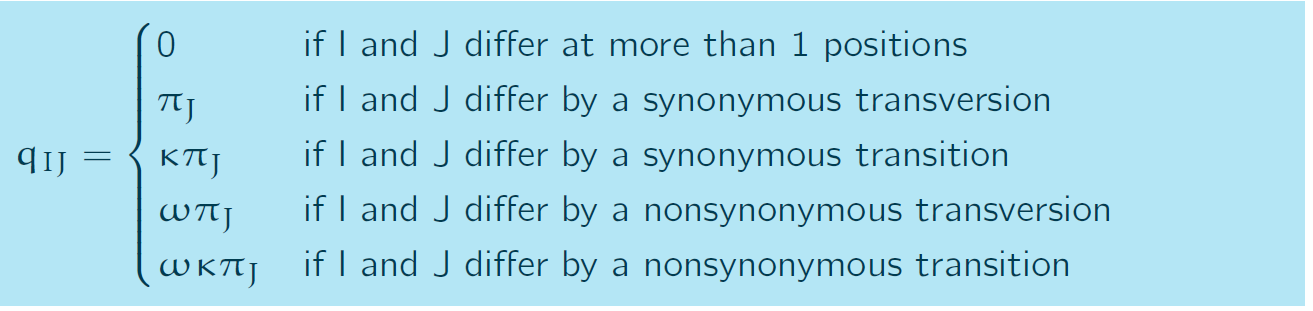 0 if I and J differ at more than 1 positions
π_J if I and J differ by a synonymous transversion
q_IJ = { κπ_J if I and J differ by a synonymous transition
ωπ_J if I and J differ by a nonsynonymous transversion
ωκπ_J if I and J differ by a nonsynonymous transition